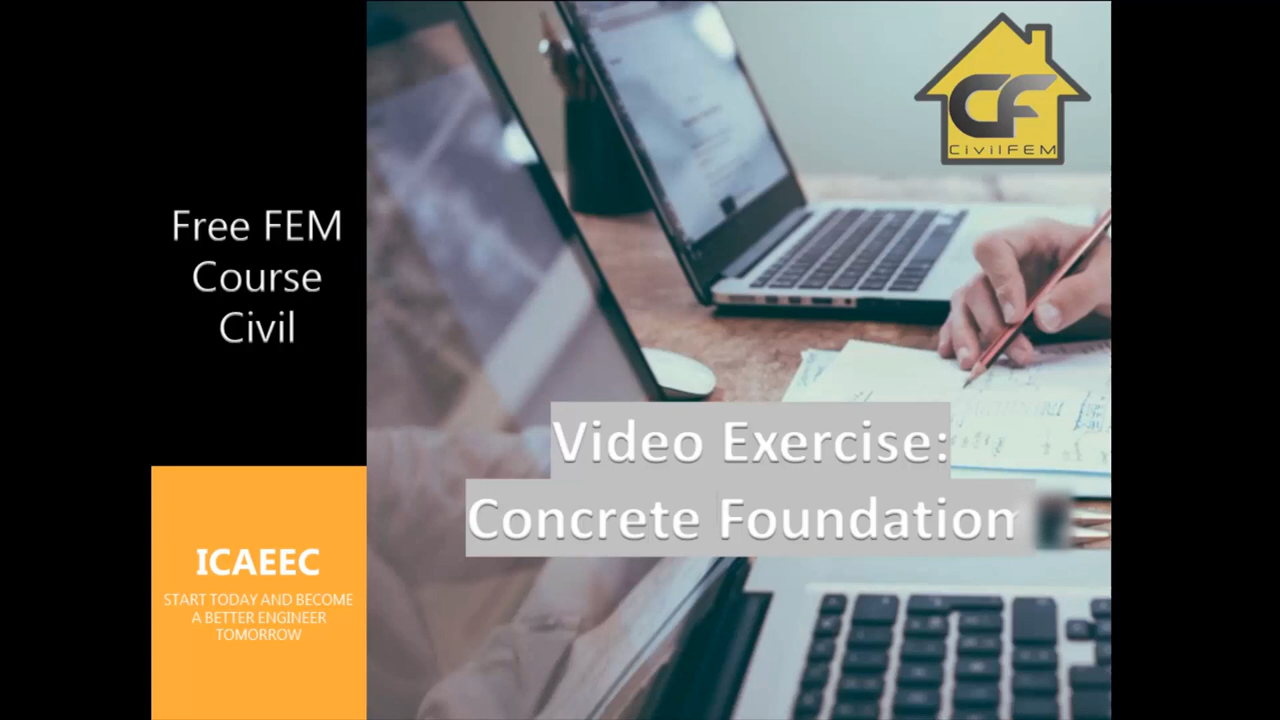 Free FEM
Course
Civil
ICAEEC
START TODAY AND BECOME
A BETTER ENGINEER
TOMORROW
CF
CivilFEM
Video Exercise:
Concrete Foundation